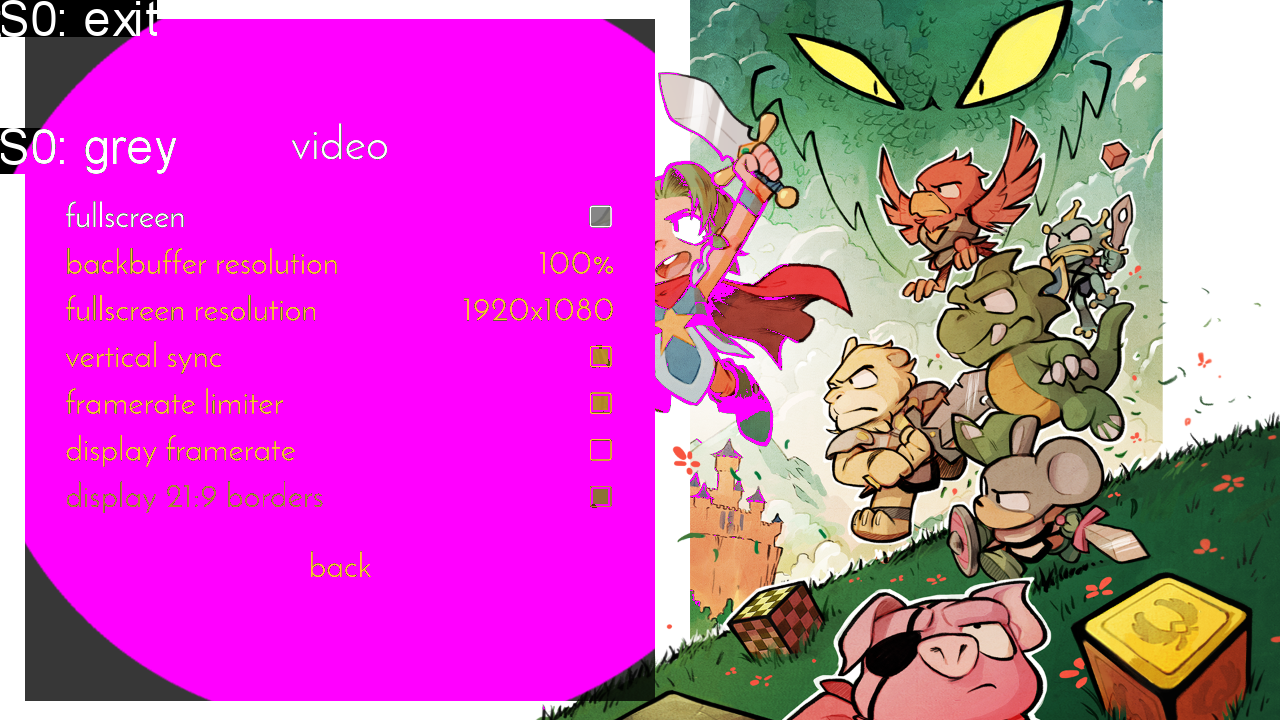 S0: exit
S0: grey
video
fullscreen
backbuffer resolution 100%
fullscreen resolution 1920x1080
vertical sync
framerate limiter
display framerate
display 21:9 borders
back